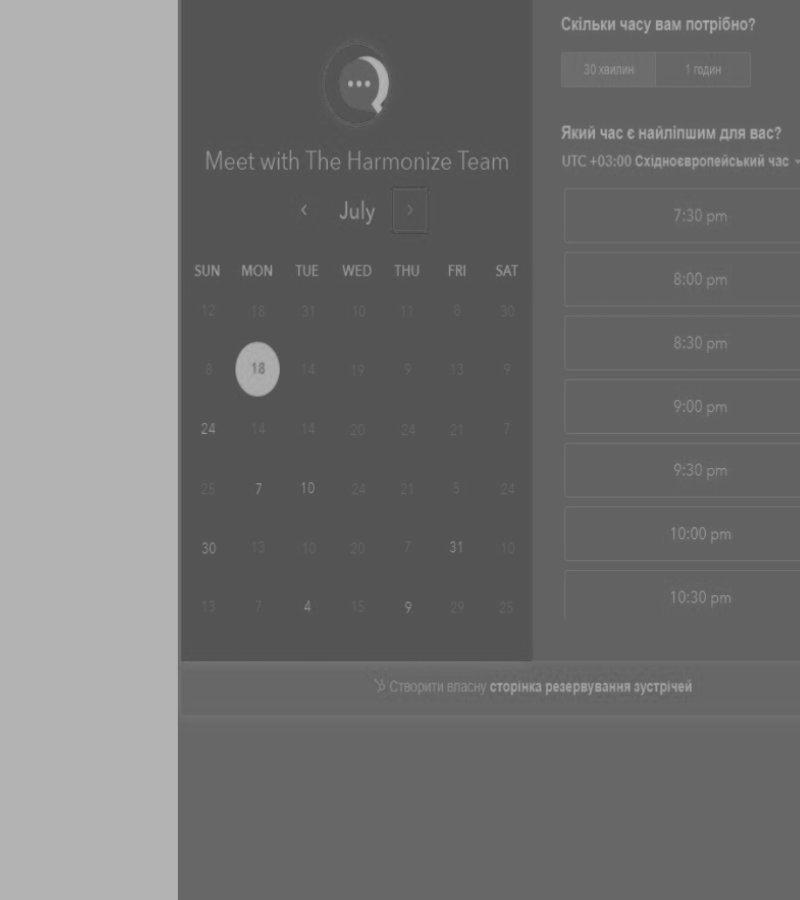 Meet with The Harmonize Team
July
SUN MON TUE WED THU FRI SAT
12 18 31 10 11 8 30
8 18 14 19 9 13 9
24 14 14 20 24 21 7
25 7 10 24 21 5 24
30 13 10 20 7 31 10
13 7 4 15 9 29 25
Скільки часу вам потрібно?
30 хвилин 1 годин
Який час є найліпшим для вас?
UTC +03:00 Східноєвропейський час
7:30 pm
8:00 pm
8:30 pm
9:00 pm
9:30 pm
10:00 pm
10:30 pm
Створити власну сторінка резервування зустрічей